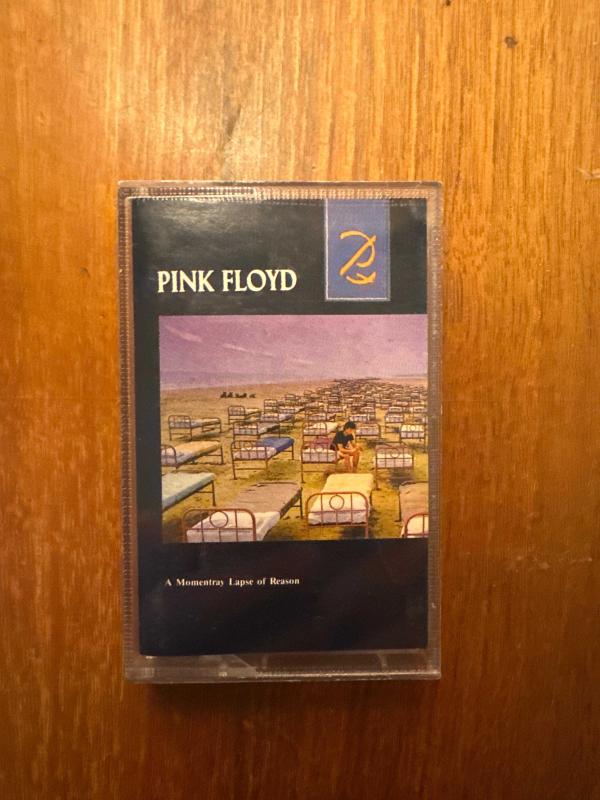 PINK FLOYD
A Momentray Lapse of Reason